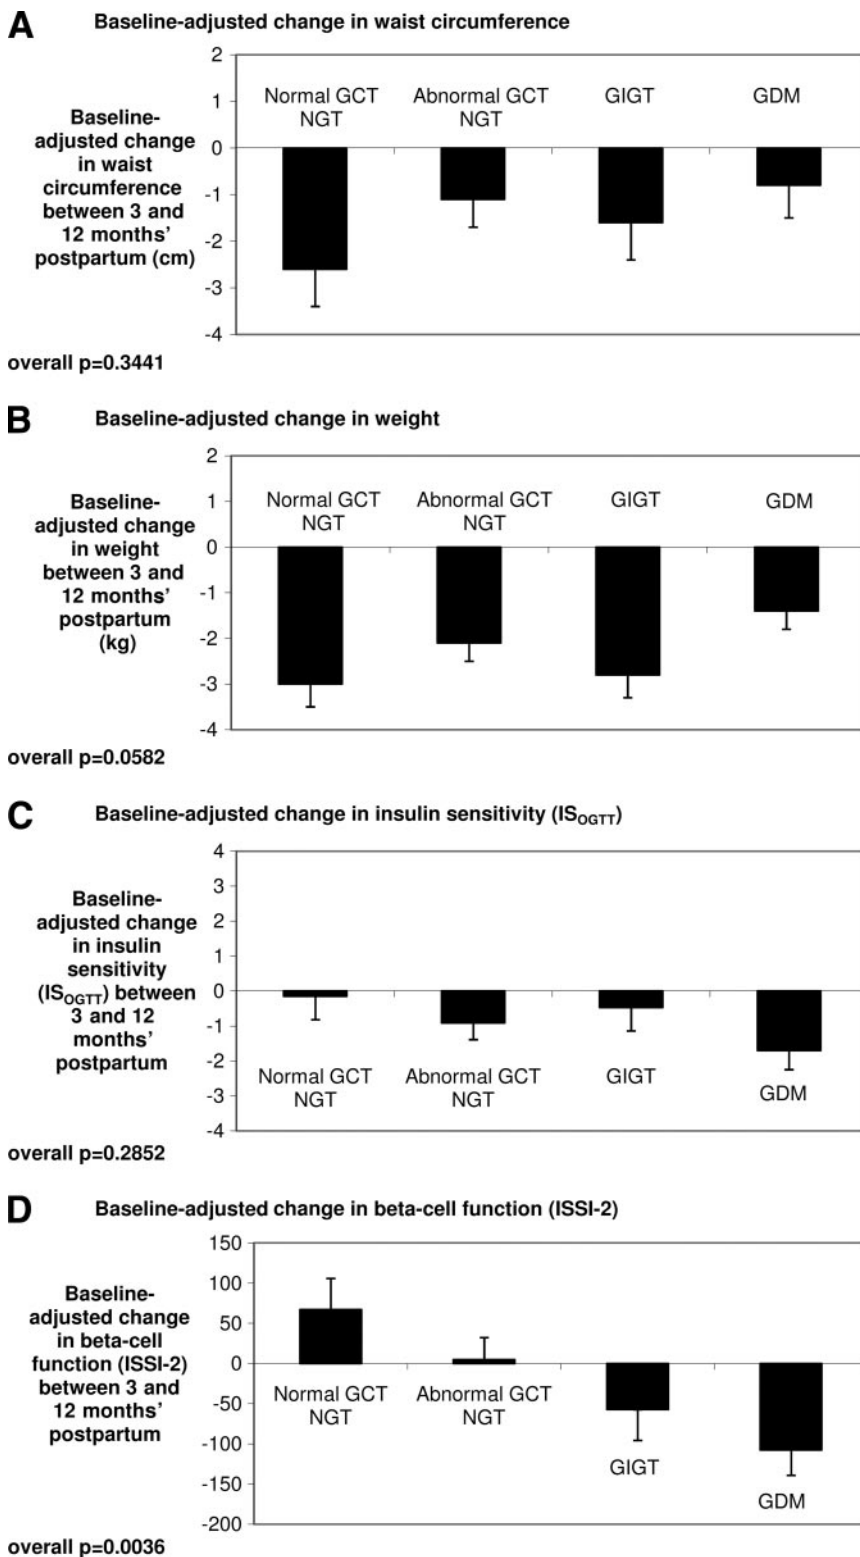 A
Baseline-adjusted change in waist circumference
Baseline-
adjusted change
in waist
circumference
between 3 and
12 months’
postpartum (cm)
2
1
0
-1
-2
-3
-4
Normal GCT
NGT
Abnormal GCT
NGT
GIGT
GDM
overall p=0.3441
B
Baseline-adjusted change in weight
Baseline-
adjusted change
in weight
between 3 and
12 months’
postpartum
(kg)
2
1
0
-1
-2
-3
-4
Normal GCT
NGT
Abnormal GCT
NGT
GIGT
GDM
overall p=0.0582
C
Baseline-adjusted change in insulin sensitivity (ISOGTT)
Baseline-
adjusted change
in insulin
sensitivity
(ISOGTT) between
3 and 12
months’
postpartum
4
3
2
1
0
-1
-2
-3
-4
Normal GCT
NGT
Abnormal GCT
NGT
GIGT
GDM
overall p=0.2852
D
Baseline-adjusted change in beta-cell function (ISSI-2)
Baseline-
adjusted change
in beta-cell
function (ISSI-2)
between 3 and
12 months’
postpartum
150
100
50
0
-50
-100
-150
-200
Normal GCT
NGT
Abnormal GCT
NGT
GIGT
GDM
overall p=0.0036